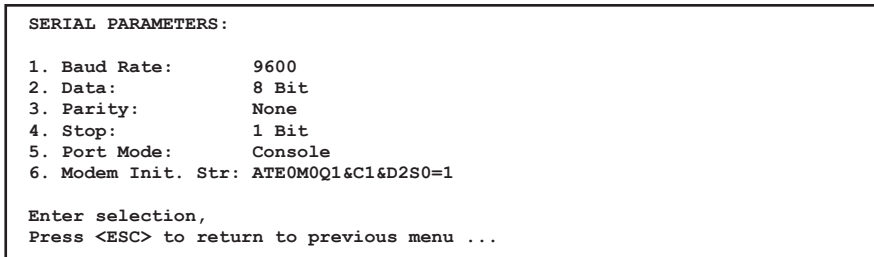 SERIAL PARAMETERS:
1. Baud Rate: 9600
2. Data: 8 Bit
3. Parity: None
4. Stop: 1 Bit
5. Port Mode: Console
6. Modem Init. Str: ATE0M0Q1&C1&D2S0=1
Enter selection,
Press <ESC> to return to previous menu ...